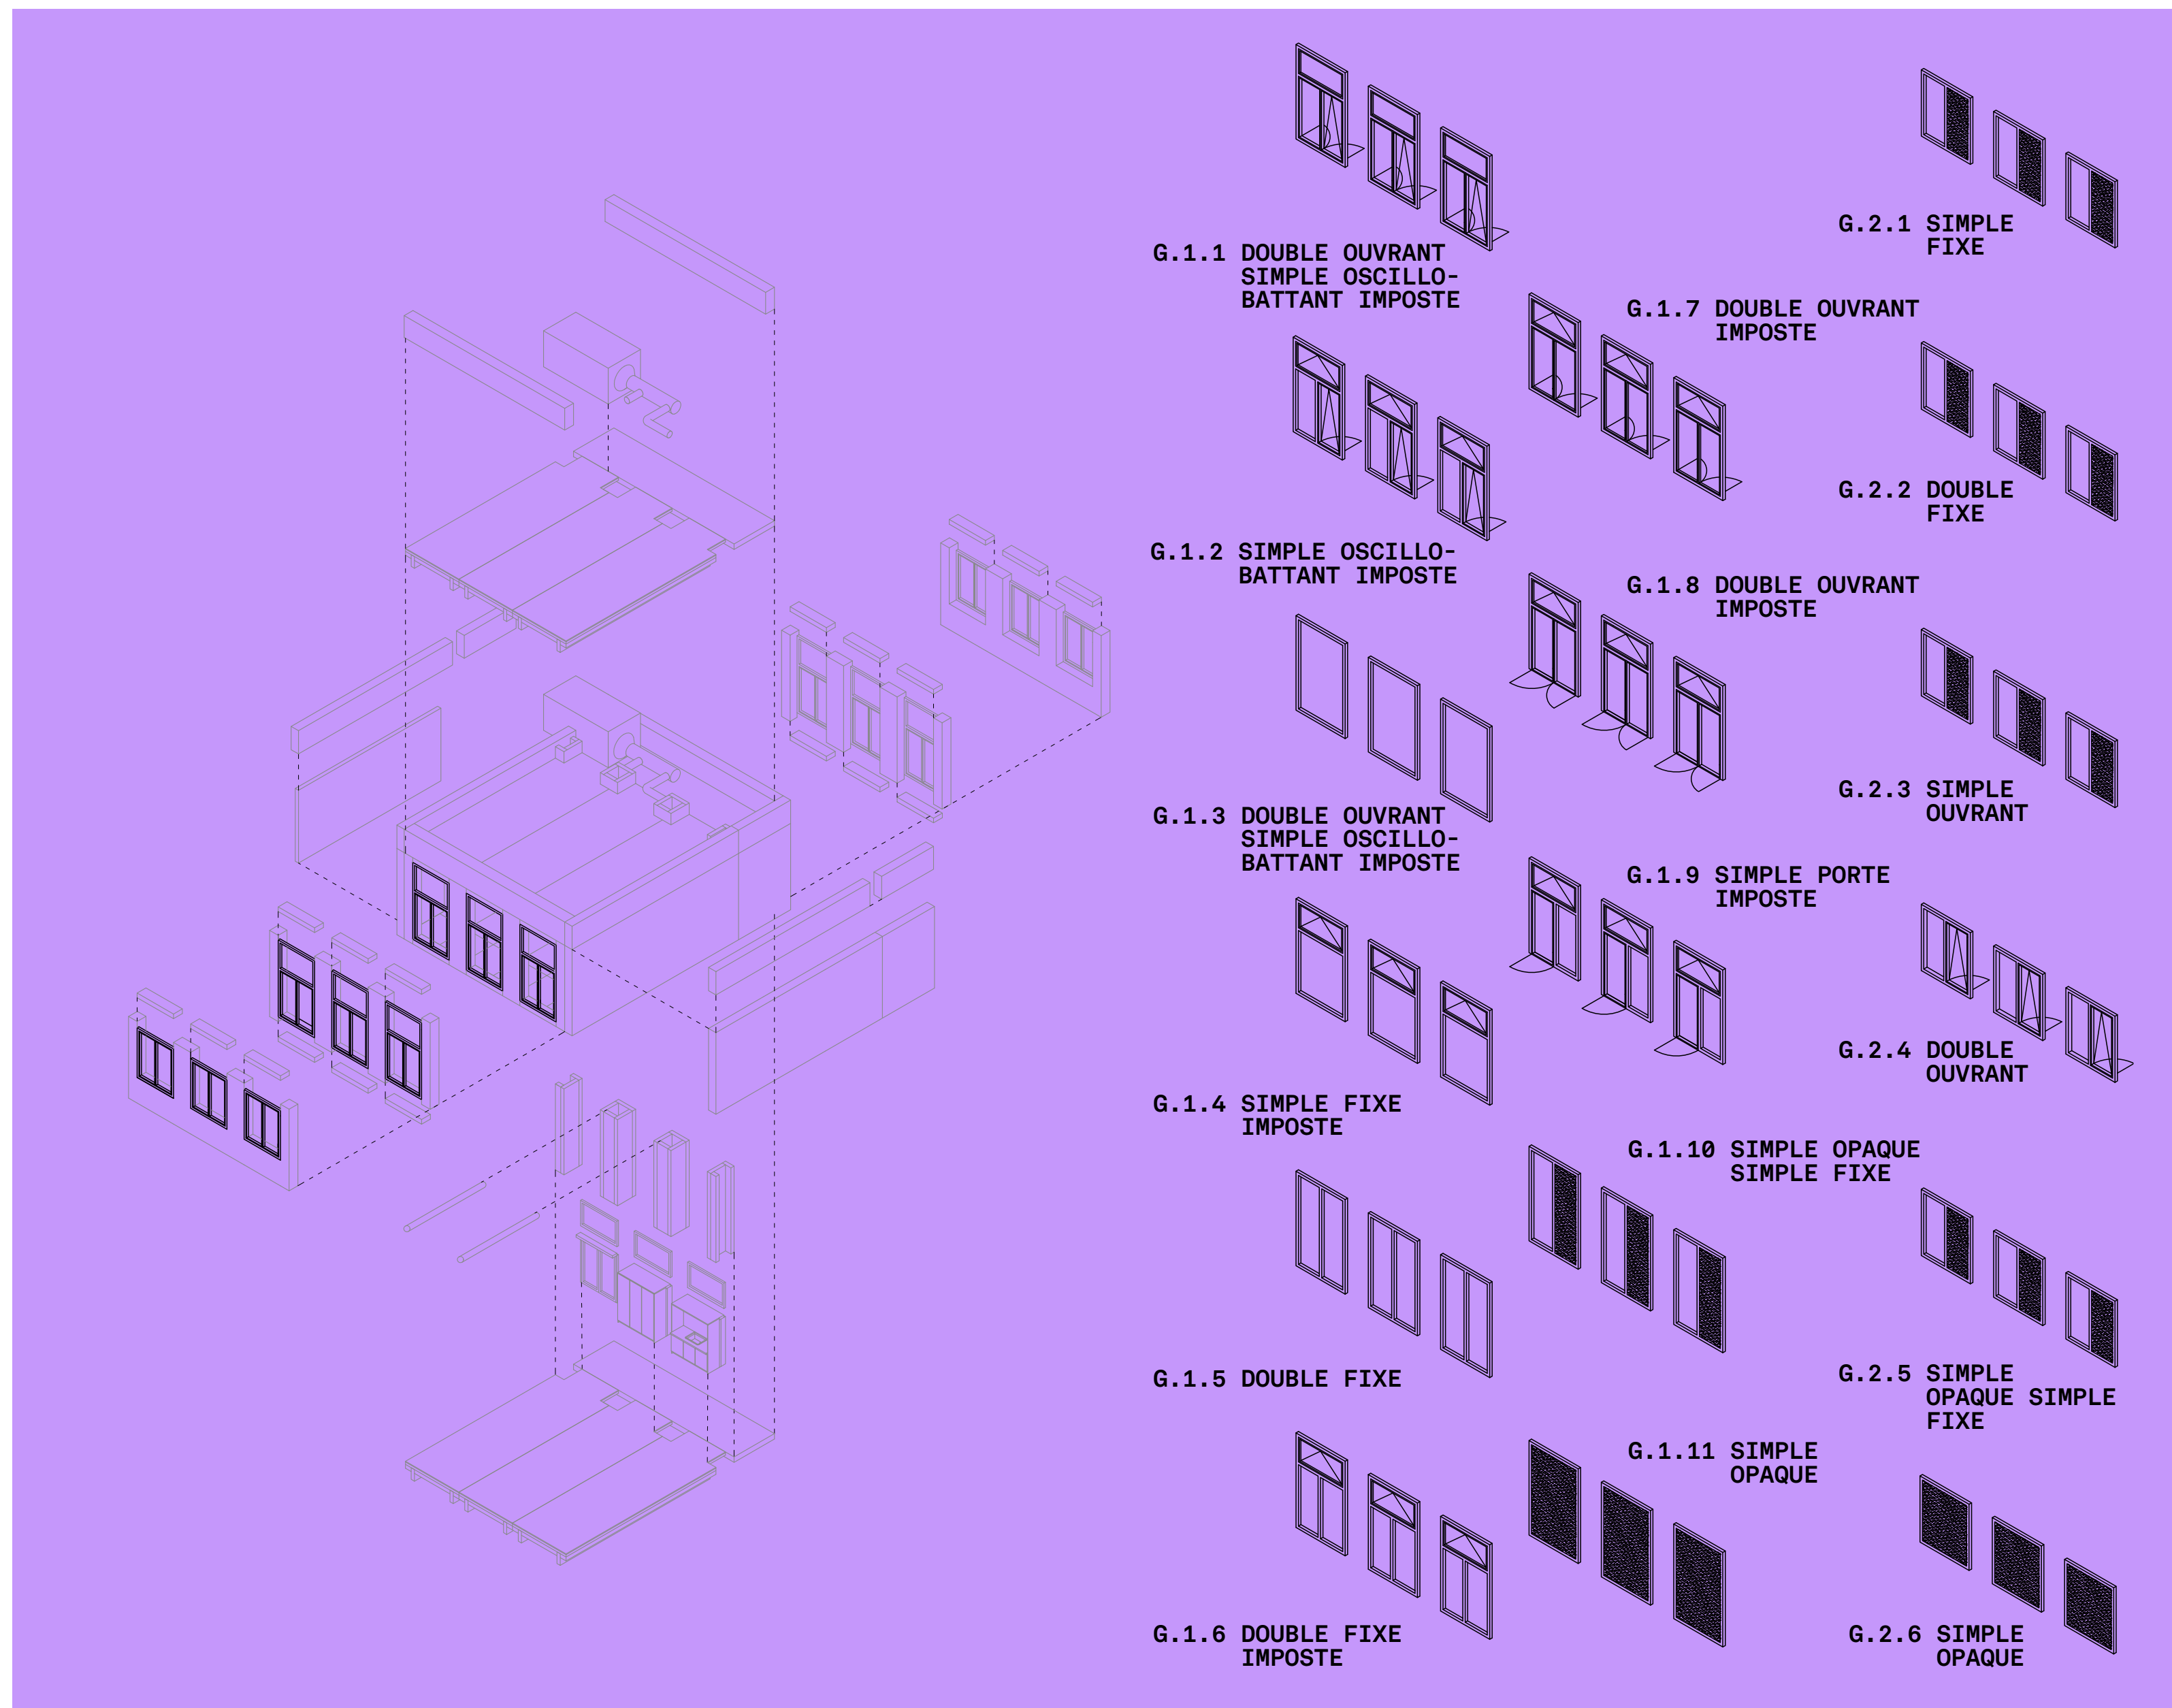 G.1.1 DOUBLE OUVRANT
SIMPLE OSCILLO-
BATTANT IMPOSTE
G.1.2 SIMPLE OSCILLO-
BATTANT IMPOSTE
G.1.3 DOUBLE OUVRANT
SIMPLE OSCILLO-
BATTANT IMPOSTE
G.1.4 SIMPLE FIXE
IMPOSTE
G.1.5 DOUBLE FIXE
G.1.6 DOUBLE FIXE
IMPOSTE
G.1.7 DOUBLE OUVRANT
IMPOSTE
G.1.8 DOUBLE OUVRANT
IMPOSTE
G.1.9 SIMPLE PORTE
IMPOSTE
G.1.10 SIMPLE OPAQUE
SIMPLE FIXE
G.1.11 SIMPLE
OPAQUE
G.2.1 SIMPLE
FIXE
G.2.2 DOUBLE
FIXE
G.2.3 SIMPLE
OUVRANT
G.2.4 DOUBLE
OUVRANT
G.2.5 SIMPLE
OPAQUE SIMPLE
FIXE
G.2.6 SIMPLE
OPAQUE